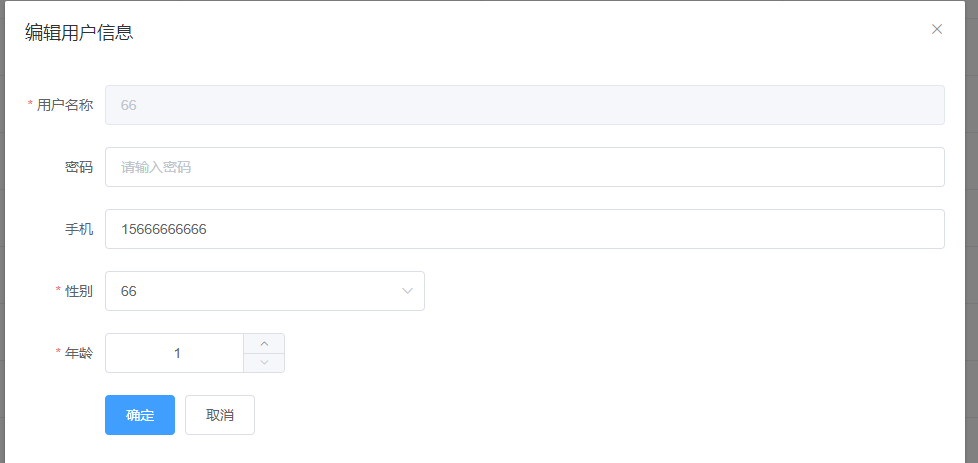 编辑用户信息
* 用户名称 66
密码 请输入密码
手机 15666666666
* 性别 66
* 年龄 1
确定 取消